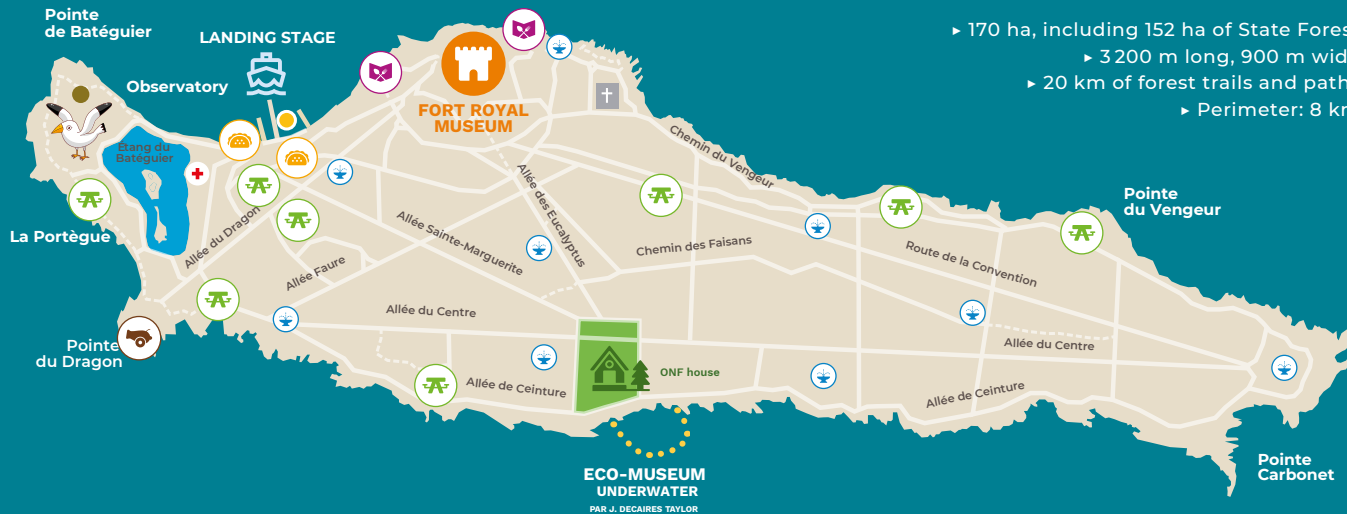 Pointe
de Batéguier
LANDING STAGE
Observatory
FORT ROYAL
MUSEUM
▸ 170 ha, including 152 ha of State Fores
▸ 3 200 m long, 900 m wid
▸ 20 km of forest trails and path
▸ Perimeter: 8 km
Étang du
Batéguier
La Portègue
Allée du Dragon
Allée Faure
Allée Sainte-Marguerite
Allée des Eucalyptus
Chemin du Vengeur
Chemin des Faisans
Route de la Convention
Pointe
du Vengeur
Pointe
du Dragon
Allée du Centre
Allée du Centre
Allée de Ceinture
ONF house
Allée de Ceinture
ECO-MUSEUM
UNDERWATER
PAR J. DECAIRES TAYLOR
Pointe
Carbonet